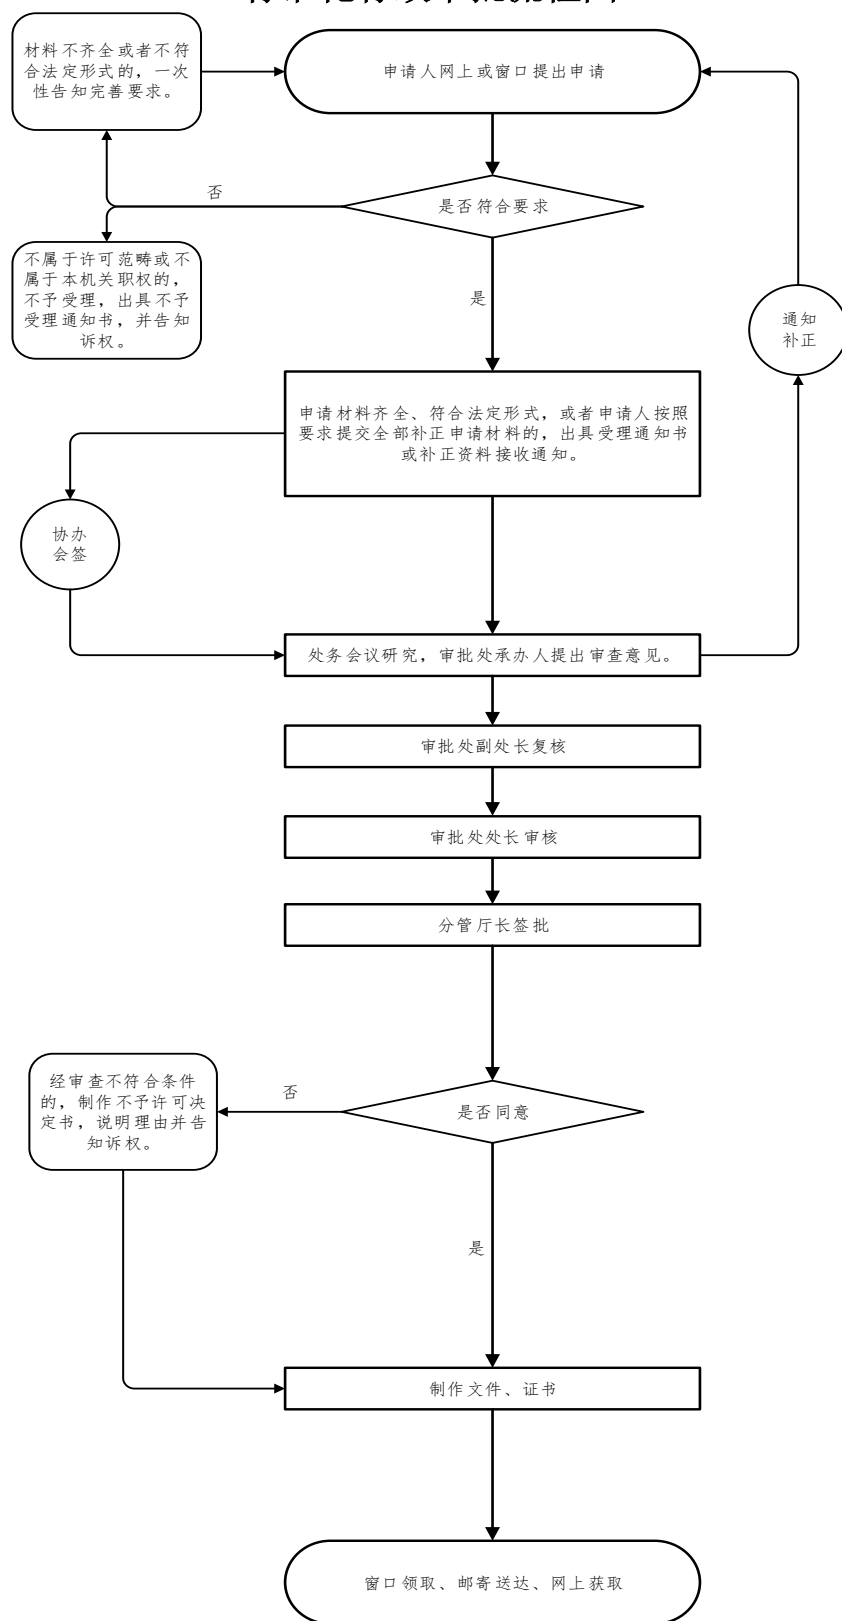 材料不齐全或者不符
合法定形式的，一次
性告知完善要求。
申请人网上或窗口提出申请
否
是否符合要求
不属于许可范畴或不
属于本机关职权的，
不予受理，出具不予
受理通知书，并告知
诉权。
是
通知
补正
申请材料齐全、符合法定形式，或者申请人按照
要求提交全部补正申请材料的，出具受理通知书
或补正资料接收通知。
协办
会签
处务会议研究，审批处承办人提出审查意见。
审批处副处长复核
审批处处长审核
分管厅长签批
经审查不符合条件
的，制作不予许可决
定书，说明理由并告
知诉权。
否
是否同意
是
制作文件、证书
窗口领取、邮寄送达、网上获取